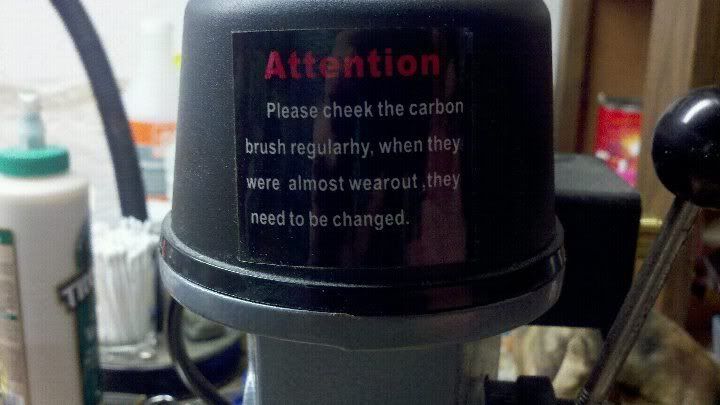 Attention
Please cheek the carbon
brush regularhy, when they
were almost wearout ,they
need to be changed.